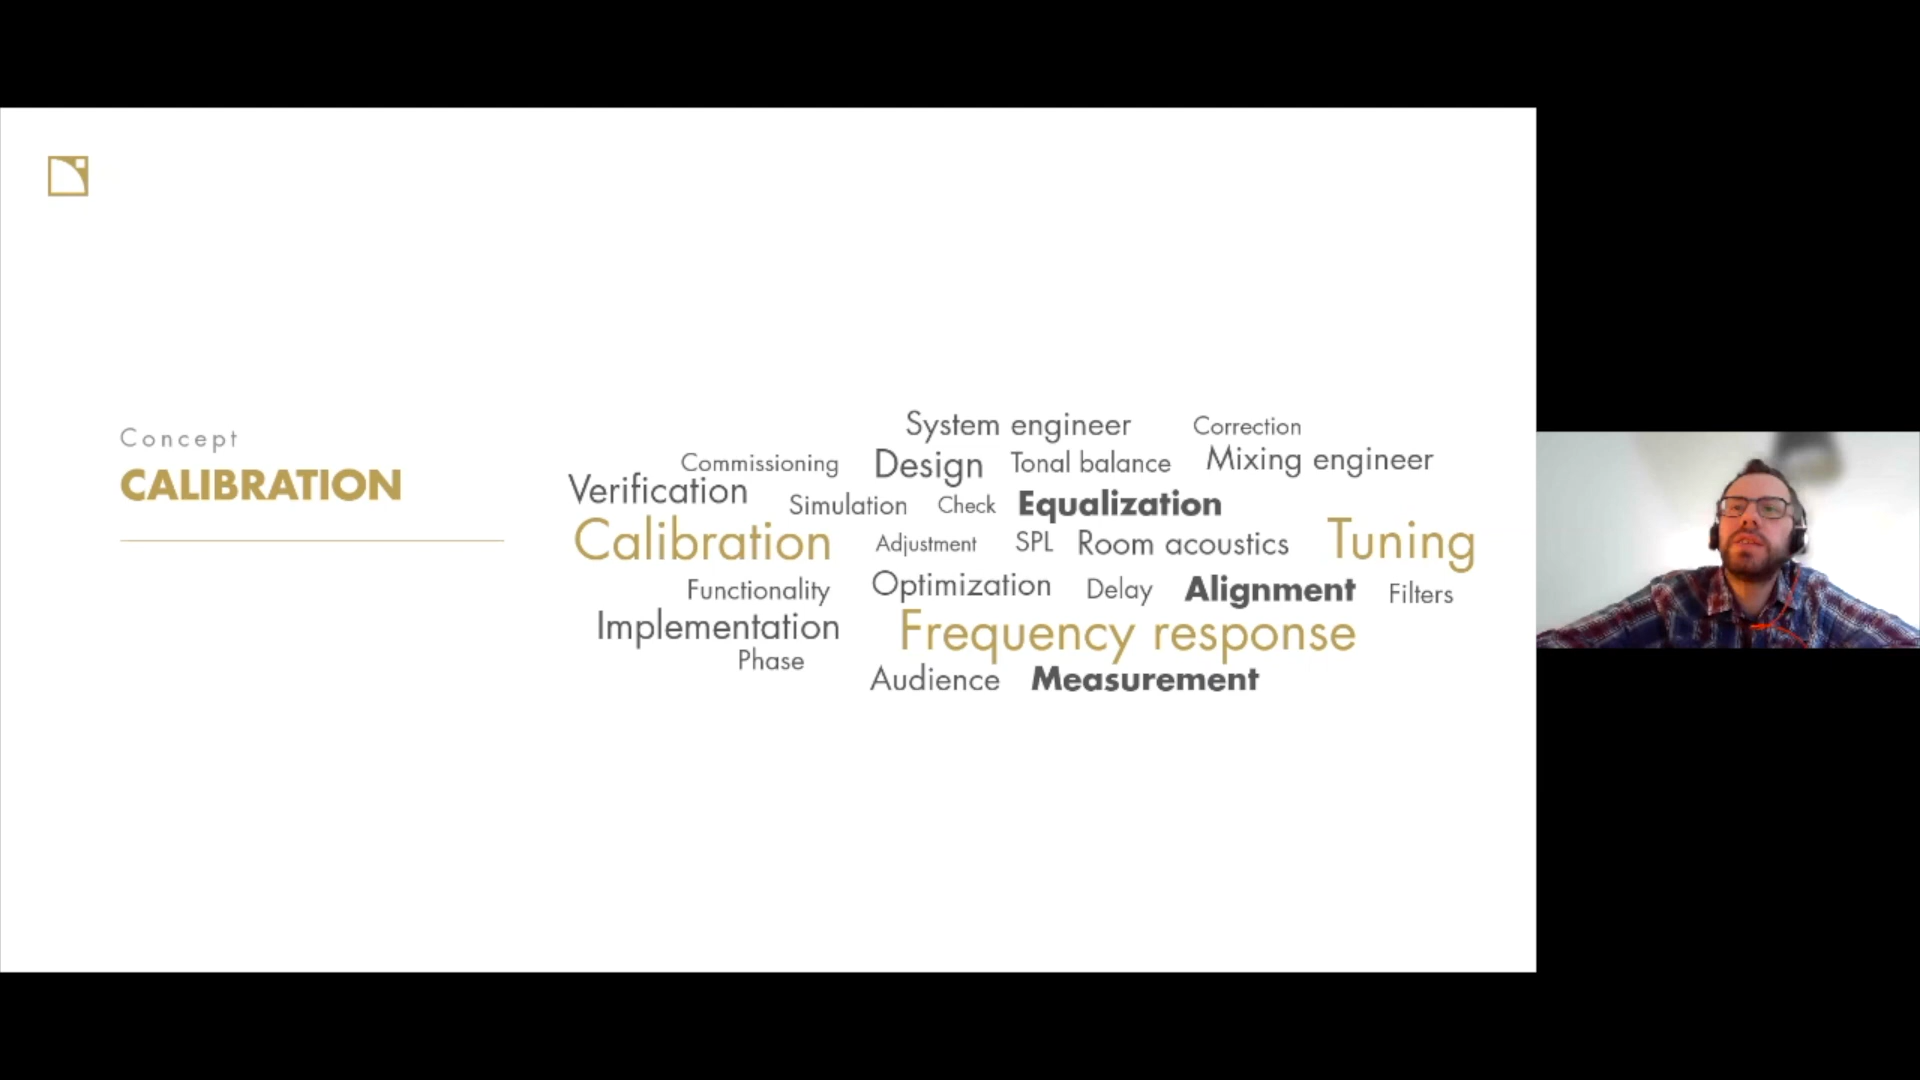 Concept
CALIBRATION
System engineer Correction
Commissioning Design Tonal balance Mixing engineer
Verification Simulation Check Equalization
Calibration Adjustment SPL Room acoustics Tuning
Functionality Optimization Delay Alignment Filters
Implementation Frequency response
Phase
Audience Measurement